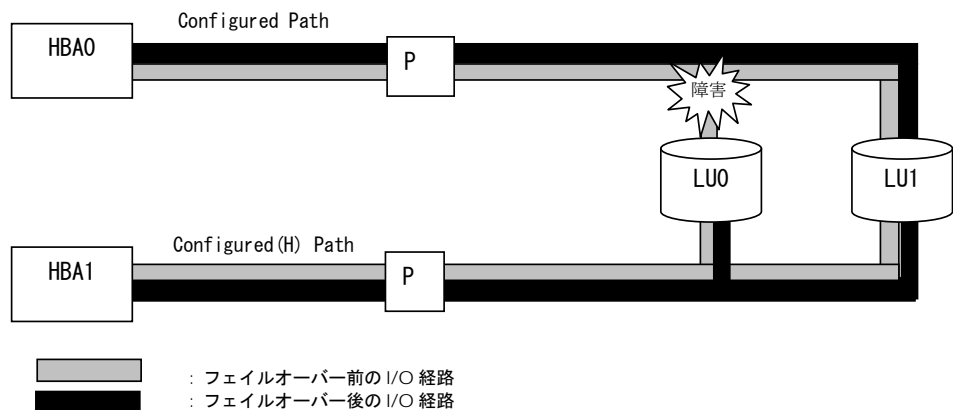 Configured Path
HBA0
P
障害
LU0
LU1
Configured(H) Path
HBA1
P
: フェイルオーバー前の I/O 経路
: フェイルオーバー後の I/O 経路